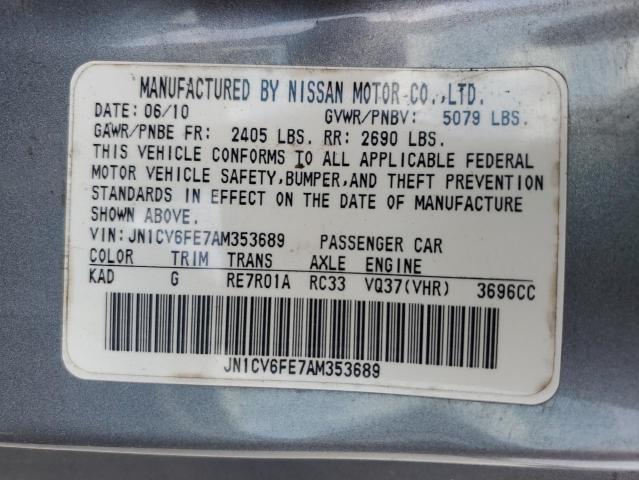 MANUFACTURED BY NISSAN MOTOR CO.,LTD.
DATE: 06/10 GVWR/PNBV: 5079 LBS.
GAWR/PNBE FR: 2405 LBS. RR: 2690 LBS.
THIS VEHICLE CONFORMS TO ALL APPLICABLE FEDERAL
MOTOR VEHICLE SAFETY,BUMPER,AND THEFT PREVENTION
STANDARDS IN EFFECT ON THE DATE OF MANUFACTURE
SHOWN ABOVE.
VIN:JN1CV6FE7AM353689 PASSENGER CAR
COLOR TRIM TRANS AXLE ENGINE
KAD G RE7R01A RC33 VQ37(VHR) 3696CC
JN1CV6FE7AM353689